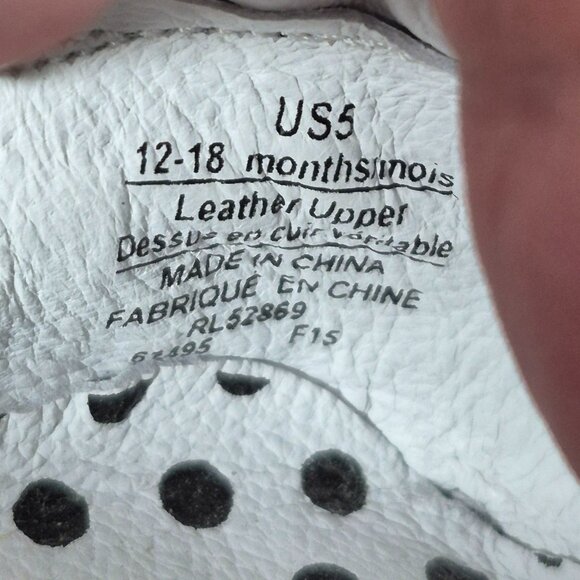 US5
12-18 months/mois
Leather Upper
Dessus en cuir véritable
MADE IN CHINA
FABRIQUÉ EN CHINE
RL52869
F15